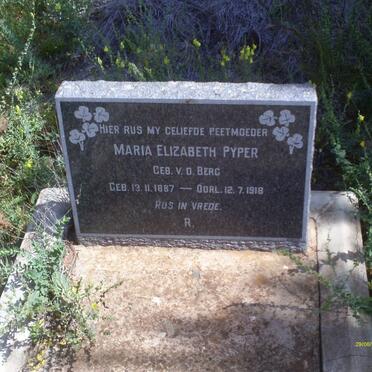 HIER RUS MY GELIEFDE PEETMOEDER
MARIA ELIZABETH PYPER
GEB. V. D. BERG
GEB. 13.11.1887 — OORL. 12.7.1918
RUS IN VREDE.
R.